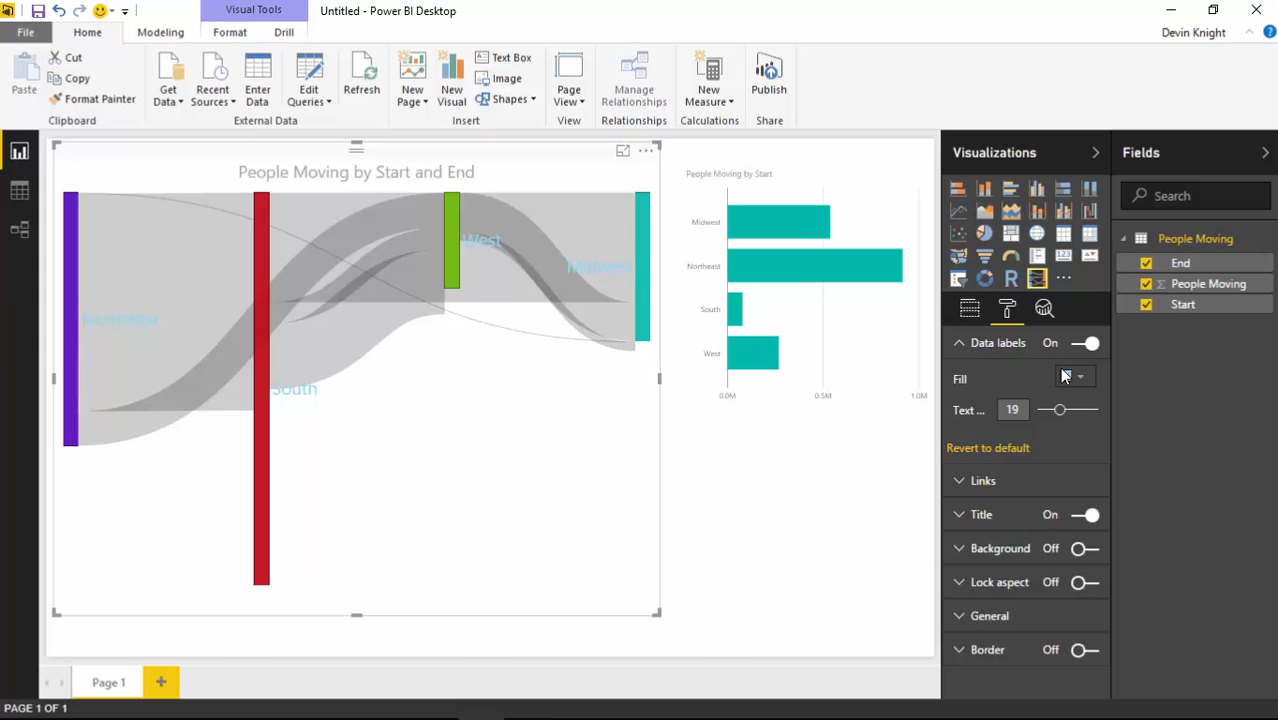 Visual Tools
Untitled - Power BI Desktop
File
Home
Modeling
Format
Drill
Devin Knight
Paste
Cut
Copy
Format Painter
Clipboard
Get Data
Recent Sources
Enter Data
Edit Queries
Refresh
External Data
New Page
New Visual
Text Box
Image
Shapes
Insert
Page View
View
Manage Relationships
Relationships
New Measure
Calculations
Publish
Share
People Moving by Start and End
Northeast
South
West
Midwest
People Moving by Start
Midwest
Northeast
South
West
0.0M
0.5M
1.0M
Visualizations
R
Data labels On
Fill
Text ... 19
Revert to default
Links
Title On
Background Off
Lock aspect Off
General
Border Off
Fields
Search
People Moving
End
Σ People Moving
Start
Page 1
PAGE 1 OF 1